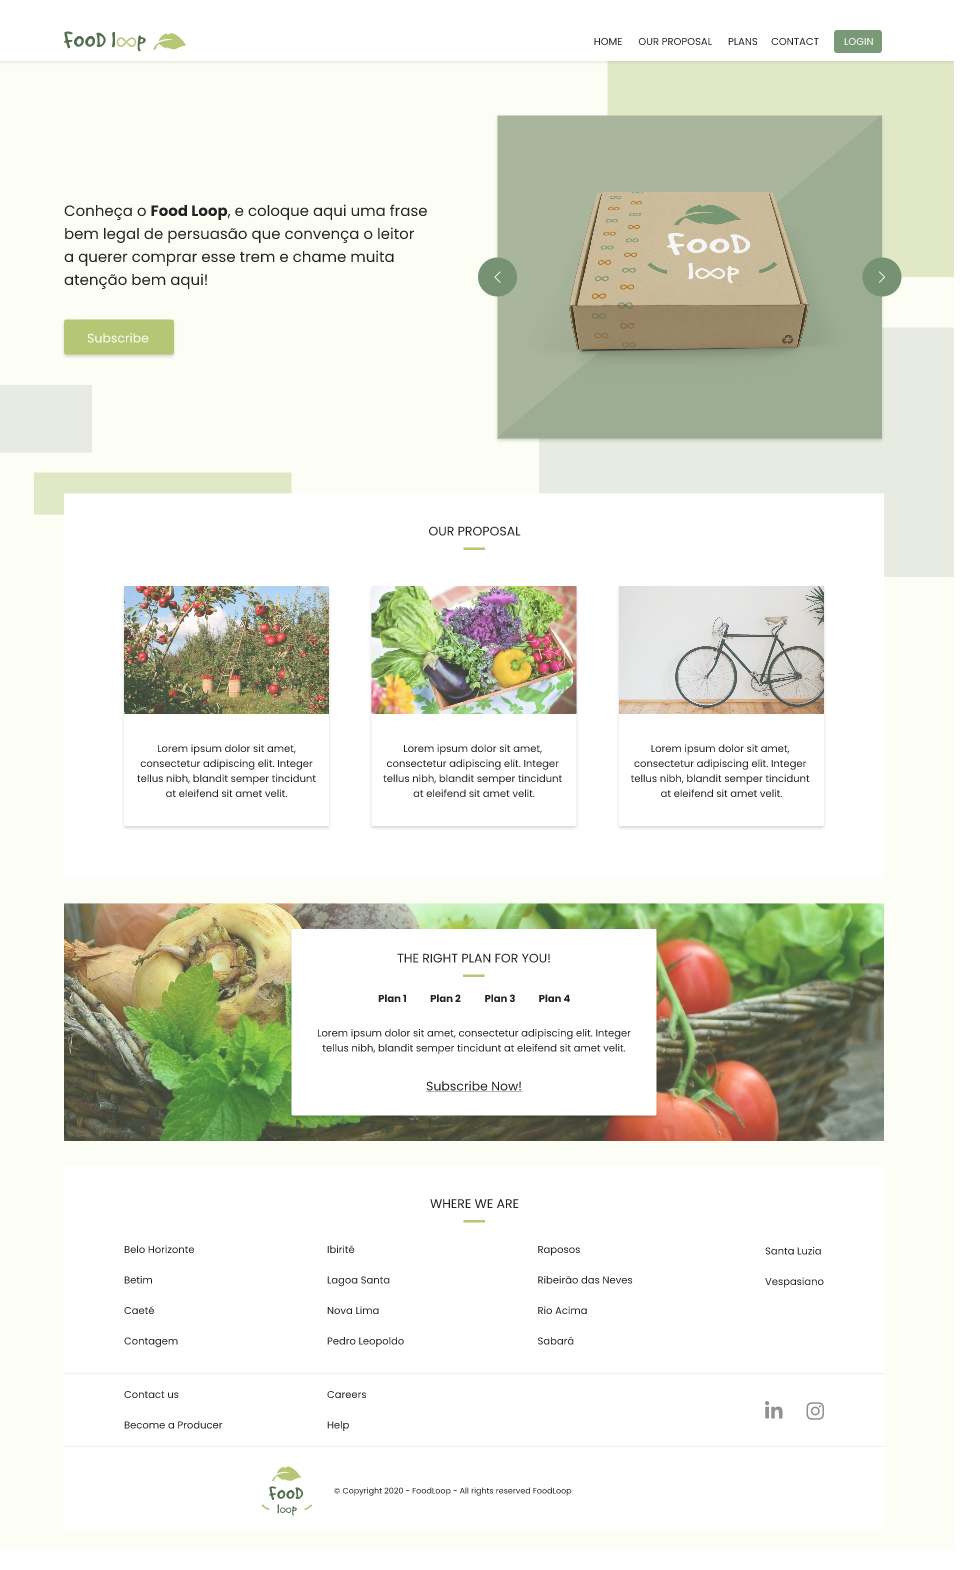 FooD loop
HOME OUR PROPOSAL PLANS CONTACT LOGIN
Conheça o Food Loop, e coloque aqui uma frase
bem legal de persuasão que convença o leitor
a querer comprar esse trem e chame muita
atenção bem aqui!
Subscribe
FooD
loop
OUR PROPOSAL
Lorem ipsum dolor sit amet,
consectetur adipiscing elit. Integer
tellus nibh, blandit semper tincidunt
at eleifend sit amet velit.
Lorem ipsum dolor sit amet,
consectetur adipiscing elit. Integer
tellus nibh, blandit semper tincidunt
at eleifend sit amet velit.
Lorem ipsum dolor sit amet,
consectetur adipiscing elit. Integer
tellus nibh, blandit semper tincidunt
at eleifend sit amet velit.
THE RIGHT PLAN FOR YOU!
Plan 1 Plan 2 Plan 3 Plan 4
Lorem ipsum dolor sit amet, consectetur adipiscing elit. Integer
tellus nibh, blandit semper tincidunt at eleifend sit amet velit.
Subscribe Now!
WHERE WE ARE
Belo Horizonte
Betim
Caeté
Contagem
Ibirité
Lagoa Santa
Nova Lima
Pedro Leopoldo
Raposos
Ribeirão das Neves
Rio Acima
Sabará
Santa Luzia
Vespasiano
Contact us
Become a Producer
Careers
Help
in
FooD
loop
© Copyright 2020 - FoodLoop - All rights reserved FoodLoop